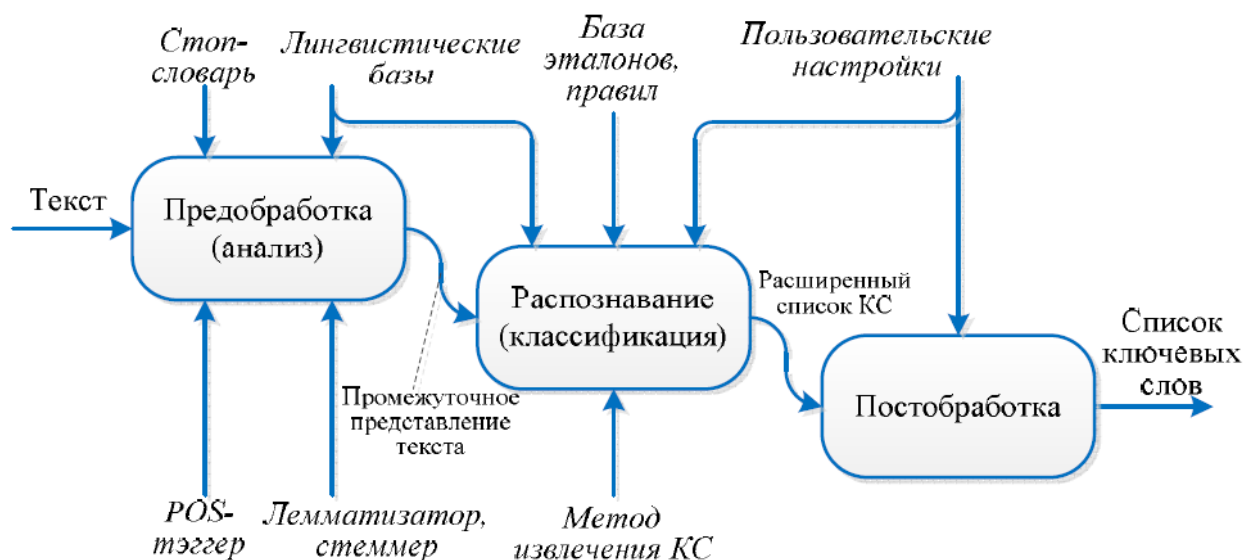 Стоп-
словарь
Лингвистические
базы
База
эталонов,
правил
Пользовательские
настройки
Текст
Предобработка
(анализ)
Распознавание
(классификация)
Расширенный
список КС
Постобработка
Список
ключевых
слов
Промежуточное
представление
текста
POS-
тэггер
Лемматизатор,
стеммер
Метод
извлечения КС